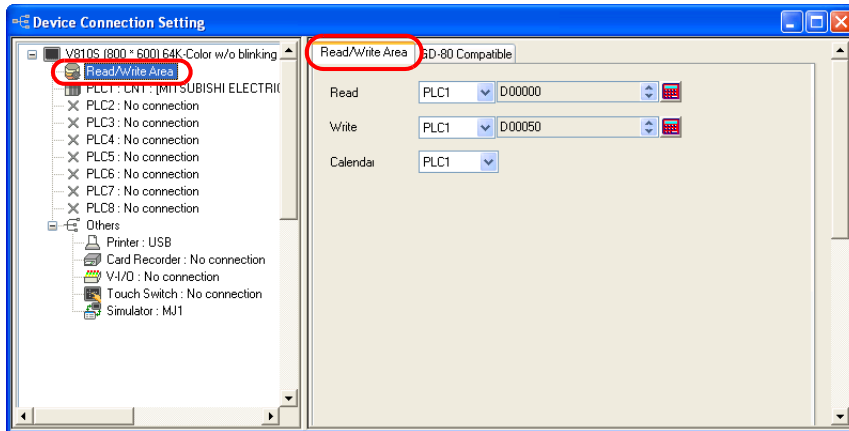 Device Connection Setting
V810S (800 * 600) 64K-Color w/o blinking
Read/Write Area
PLC1 : CNT : [MITSUBISHI ELECTRI
PLC2 : No connection
PLC3 : No connection
PLC4 : No connection
PLC5 : No connection
PLC6 : No connection
PLC7 : No connection
PLC8 : No connection
Others
Printer : USB
Card Recorder : No connection
V-I/O : No connection
Touch Switch : No connection
Simulator : MJ1
Read/Write Area GD-80 Compatible
Read PLC1 D00000
Write PLC1 D00050
Calendar PLC1